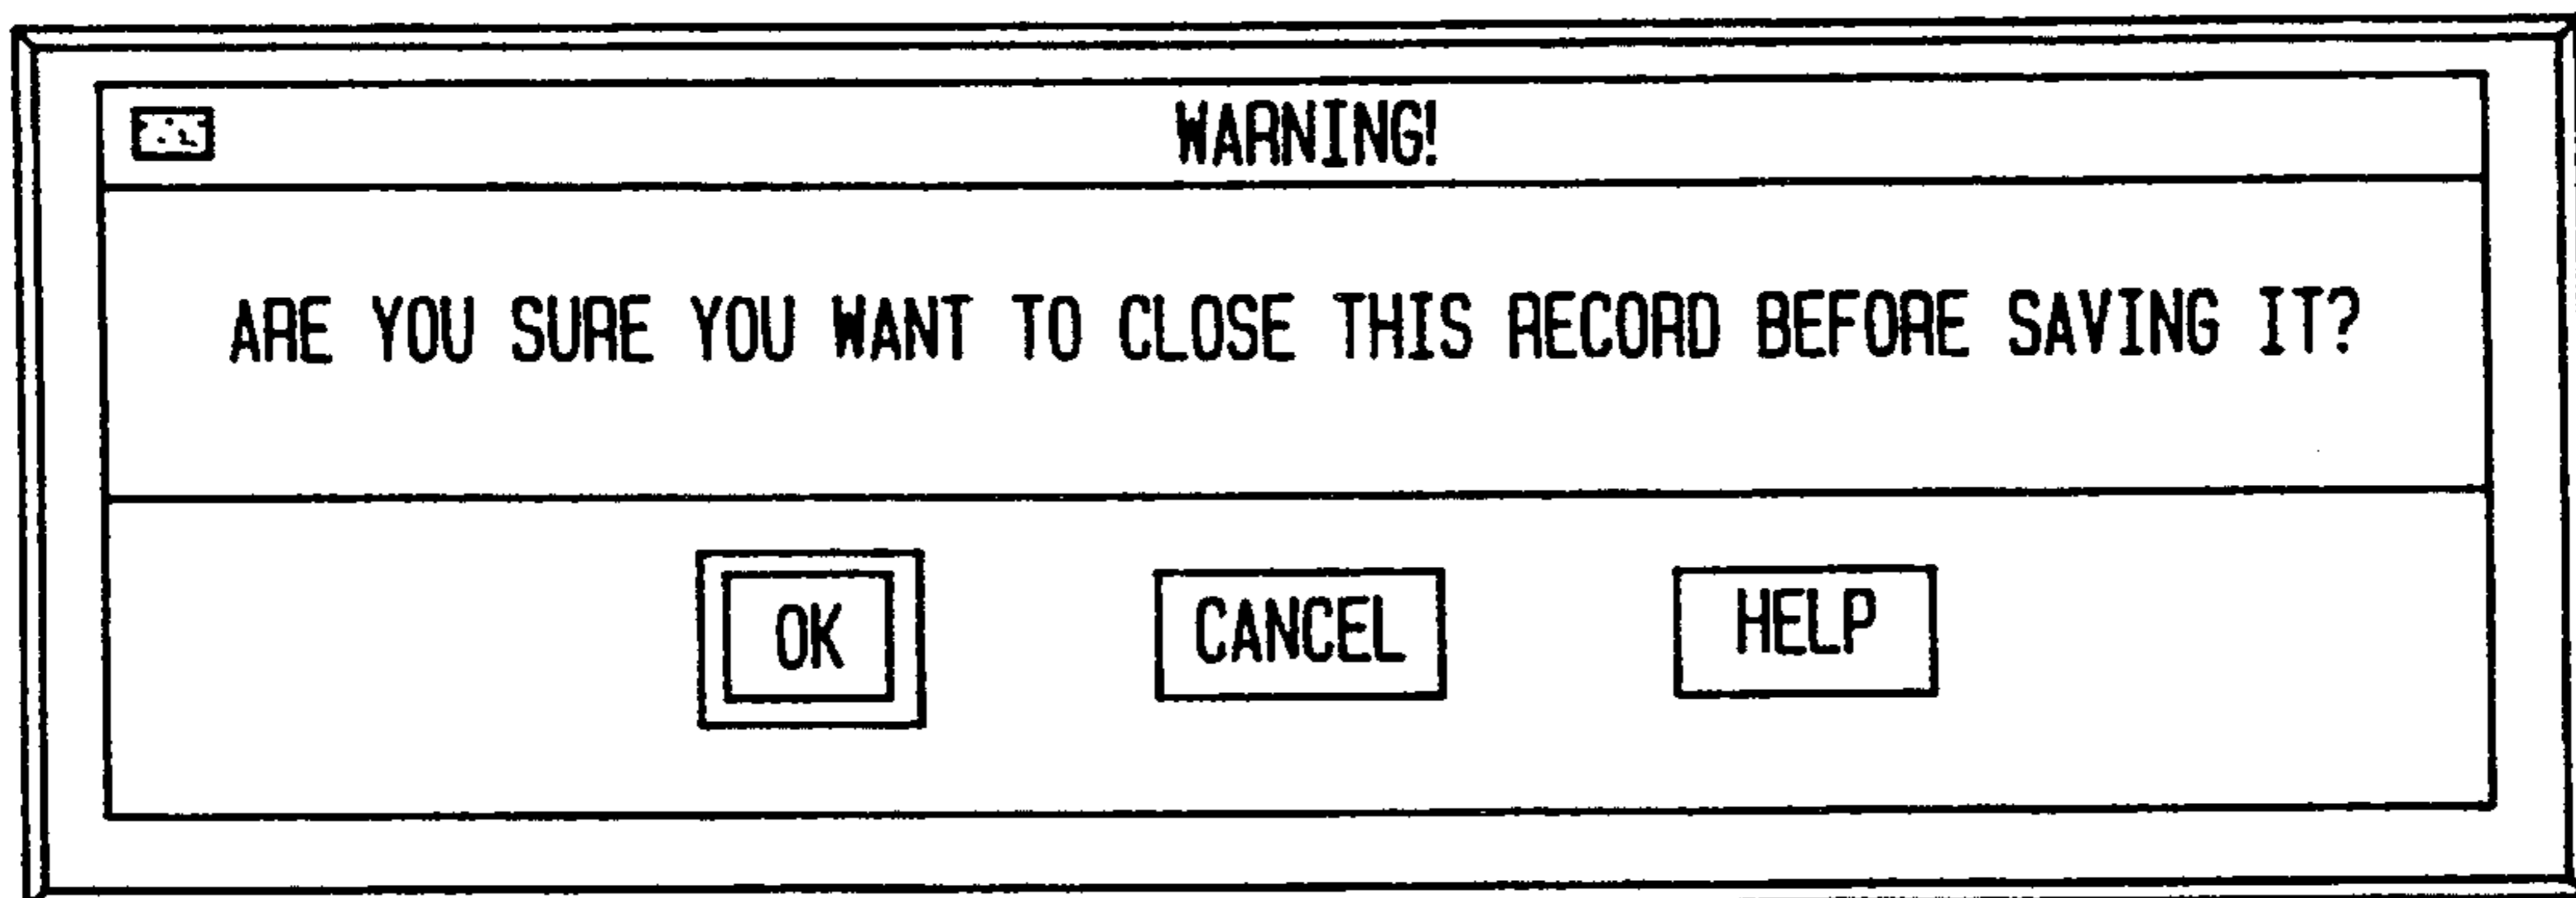 WARNING!
ARE YOU SURE YOU WANT TO CLOSE THIS RECORD BEFORE SAVING IT?
OK CANCEL HELP